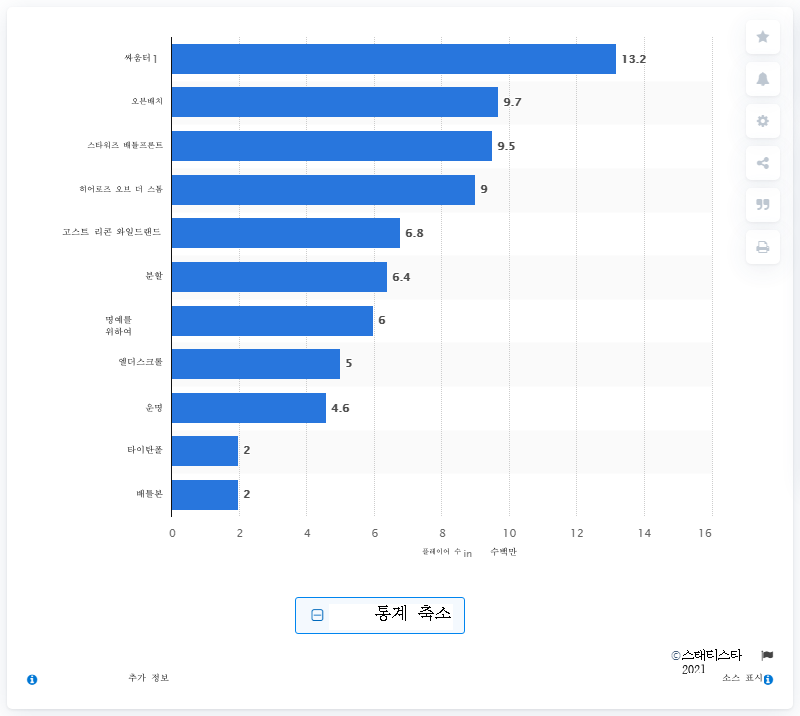 싸움터 1 13.2
오픈베치 9.7
스타워즈 배틀프론트 9.5
히어로즈 오브 더 스톰 9
고스트 리콘 와일드랜드 6.8
분할 6.4
명예를
위하여 6
엘더스크롤 5
운명 4.6
타이탄폴 2
배틀본 2
0 2 4 6 8 10 12 14 16
플레이어 수 in 수백만
통계 축소
©스태티스타
2021
추가 정보 소스 표시